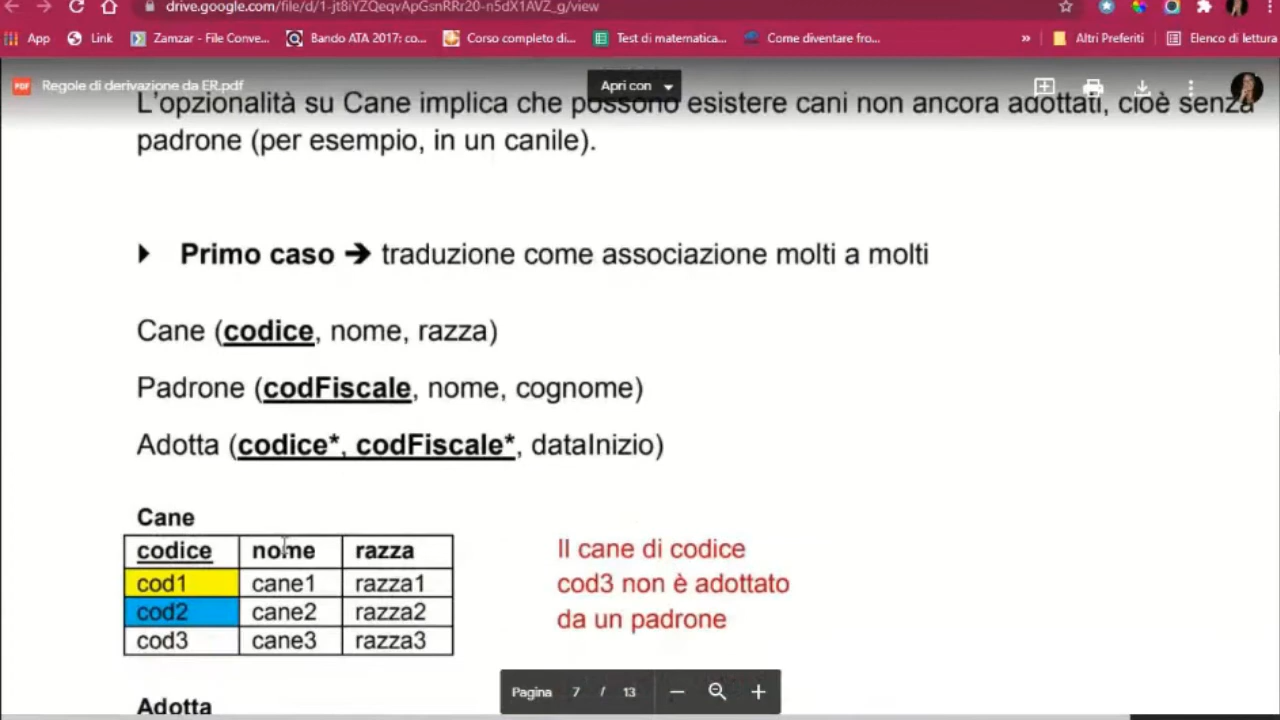 drive.google.com/file/d/1-jt8iYZQeqvApGsnRRr20-n5dX1AVZ_g/view
App Link Zamzar - File Conve... Bando ATA 2017: co... Corso completo di... Test di matematica... Come diventare fro... » Altri Preferiti Elenco di lettura
PDF Regole di derivazione da ER.pdf Apri con
L'opzionalità su Cane implica che possono esistere cani non ancora adottati, cioè senza
padrone (per esempio, in un canile).
Primo caso ➔ traduzione come associazione molti a molti
Cane (codice, nome, razza)
Padrone (codFiscale, nome, cognome)
Adotta (codice*, codFiscale*, dataInizio)
Cane
codice nome razza
cod1 cane1 razza1
cod2 cane2 razza2
cod3 cane3 razza3
Il cane di codice
cod3 non è adottato
da un padrone
Pagina 7 / 13
Adotta